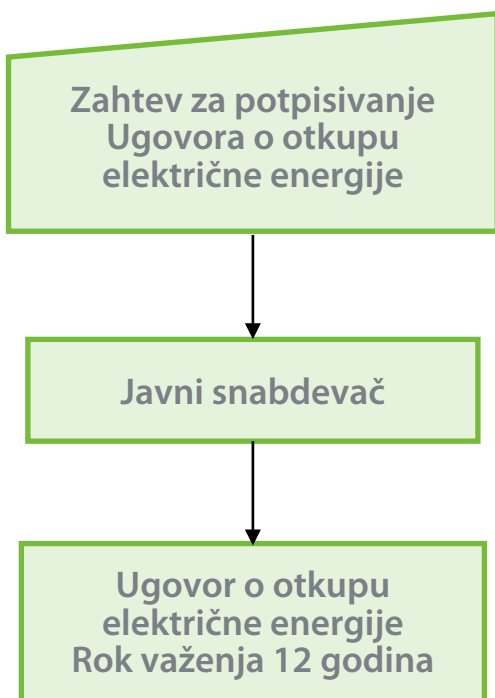 Zahtev za potpisivanje
Ugovora o otkupu
električne energije
Javni snabdevač
Ugovor o otkupu
električne energije
Rok važenja 12 godina